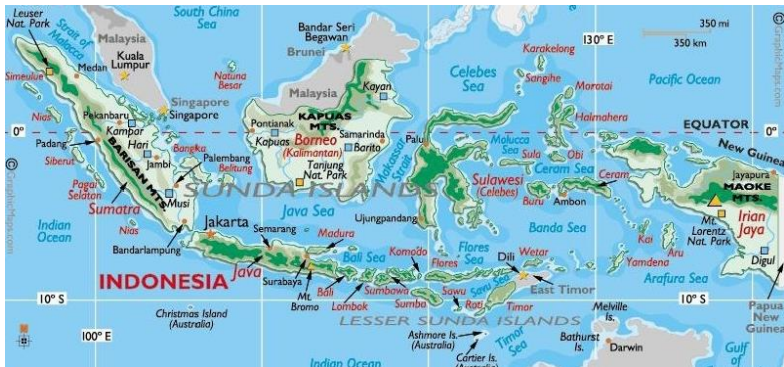 Leuser
Nat. Park
Strait of
Malacca
Malaysia
Kuala
Lumpur
South China
Sea
Bandar Seri
Begawan
Brunei
Malaysia
130 E
350 mi
350 km
Karakelong
Sangihe
Pacific Ocean
Celebes
Sea
Morotai
Halmahera
Medan
Simeulue
Natuna
Besar
Singapore
Singapore
Nias
Pekanbaru
Kampar
Hari
Pontianak
Kapuas
KAPUAS
MTS.
Kayan
Borneo
(Kalimantan)
Samarinda
Barito
Tanjung
Nat. Park
Palu
Makassar
Strait
Molucca
Sea
EQUATOR
0°
0°
New Guinea
Padang
Siberut
BARISAN MTS.
Jambi
Bangka
Palembang
Belitung
Sula
Obi
Ceram Sea
Ceram
Jayapura
MAOKE
MTS.
Pagai
Selatan
Sumatra
Musi
SUNDA ISLANDS
Sulawesi
(Celebes)
Buru
Ambon
Mt.
Lorentz
Nat. Park
Irian
Jaya
Indian
Ocean
Nias
Jakarta
Java Sea
Ujungpandang
Banda Sea
Kai
Aru
Digul
Bandarlampung
Semarang
Madura
Flores
Sea
Wetar
Yamdena
INDONESIA
Java
Surabaya
Bali Sea
Komodo
Flores
Dili
Savu Sea
East Timor
Arafura Sea
Mt.
Bromo
Bali
Lombok
Sumbawa
Sumba
Sawu
Roti
Timor
10°S
10°S
Papua
New
Guinea
Christmas Island
(Australia)
LESSER SUNDA ISLANDS
100°E
Indian Ocean
Ashmore Is.
(Australia)
Cartier Is.
(Australia)
Timor
Sea
Melville
Is.
Bathurst
Is.
Darwin
Gulf of
©GraphicMaps.com
©GraphicMaps.com